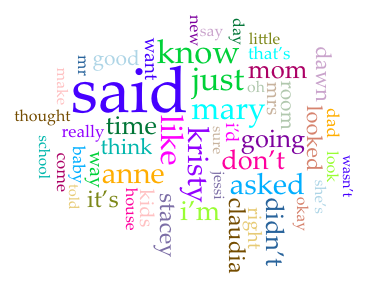 new
say
day
little
that's
good
want
know
mr
oh
mom
dawn
make
said
just
mrs
room
mary
thought
time
like
i'd
looked
dad
really
sure
going
think
kristy
don't
look
wasn't
school
come
baby
way
anne
jessi
asked
she's
told
it's
house
kids
stacey
i'm
claudia
right
didn't
okay